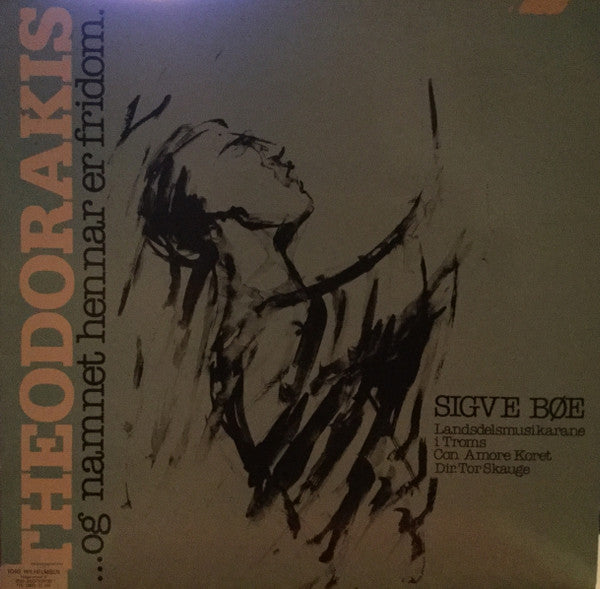 THEODORAKIS
...og namnet hennar er fridom.
SIGVE BØE
Landsdelsmusikarane
i Troms
Con Amore Koret
Dir. Tor Skauge